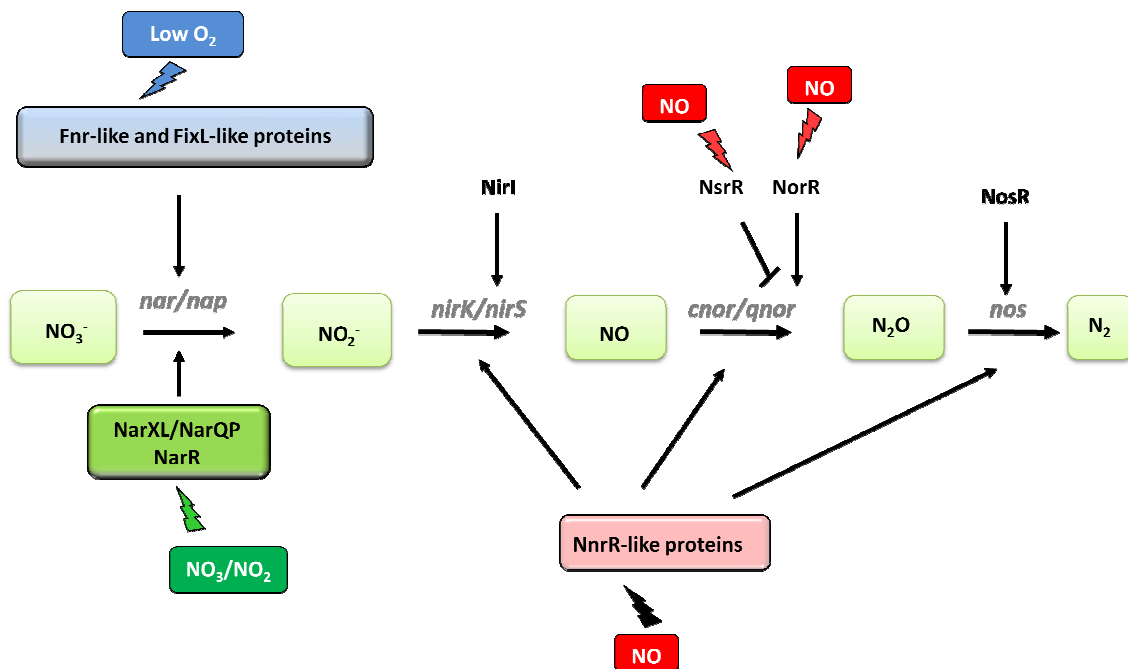 Low O₂
Fnr-like and FixL-like proteins
NO
NO
NirI
NsrR
NorR
NosR
nar/nap
nirK/nirS
cnor/qnor
nos
NO₃⁻
NO₂⁻
NO
N₂O
N₂
NarXL/NarQP
NarR
NnrR-like proteins
NO₃/NO₂
NO